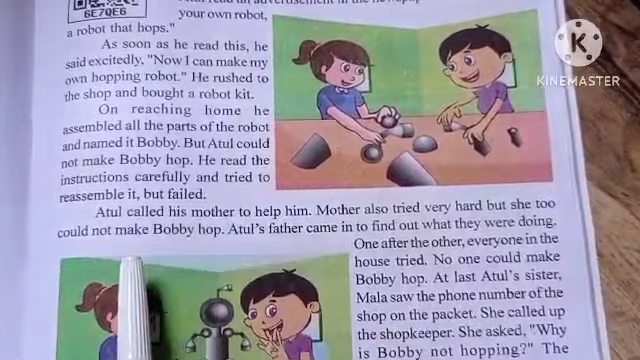 6E7QE6
your own robot,
a robot that hops."
As soon as he read this, he
said excitedly, "Now I can make my
own hopping robot." He rushed to
the shop and bought a robot kit.
On reaching home he
assembled all the parts of the robot
and named it Bobby. But Atul could
not make Bobby hop. He read the
instructions carefully and tried to
reassemble it, but failed.
Atul called his mother to help him. Mother also tried very hard but she too
could not make Bobby hop. Atul's father came in to find out what they were doing.
One after the other, everyone in the
house tried. No one could make
Bobby hop. At last Atul's sister,
Mala saw the phone number of the
shop on the packet. She called up
the shopkeeper. She asked, "Why
is Bobby not hopping?" The
KINEMASTER